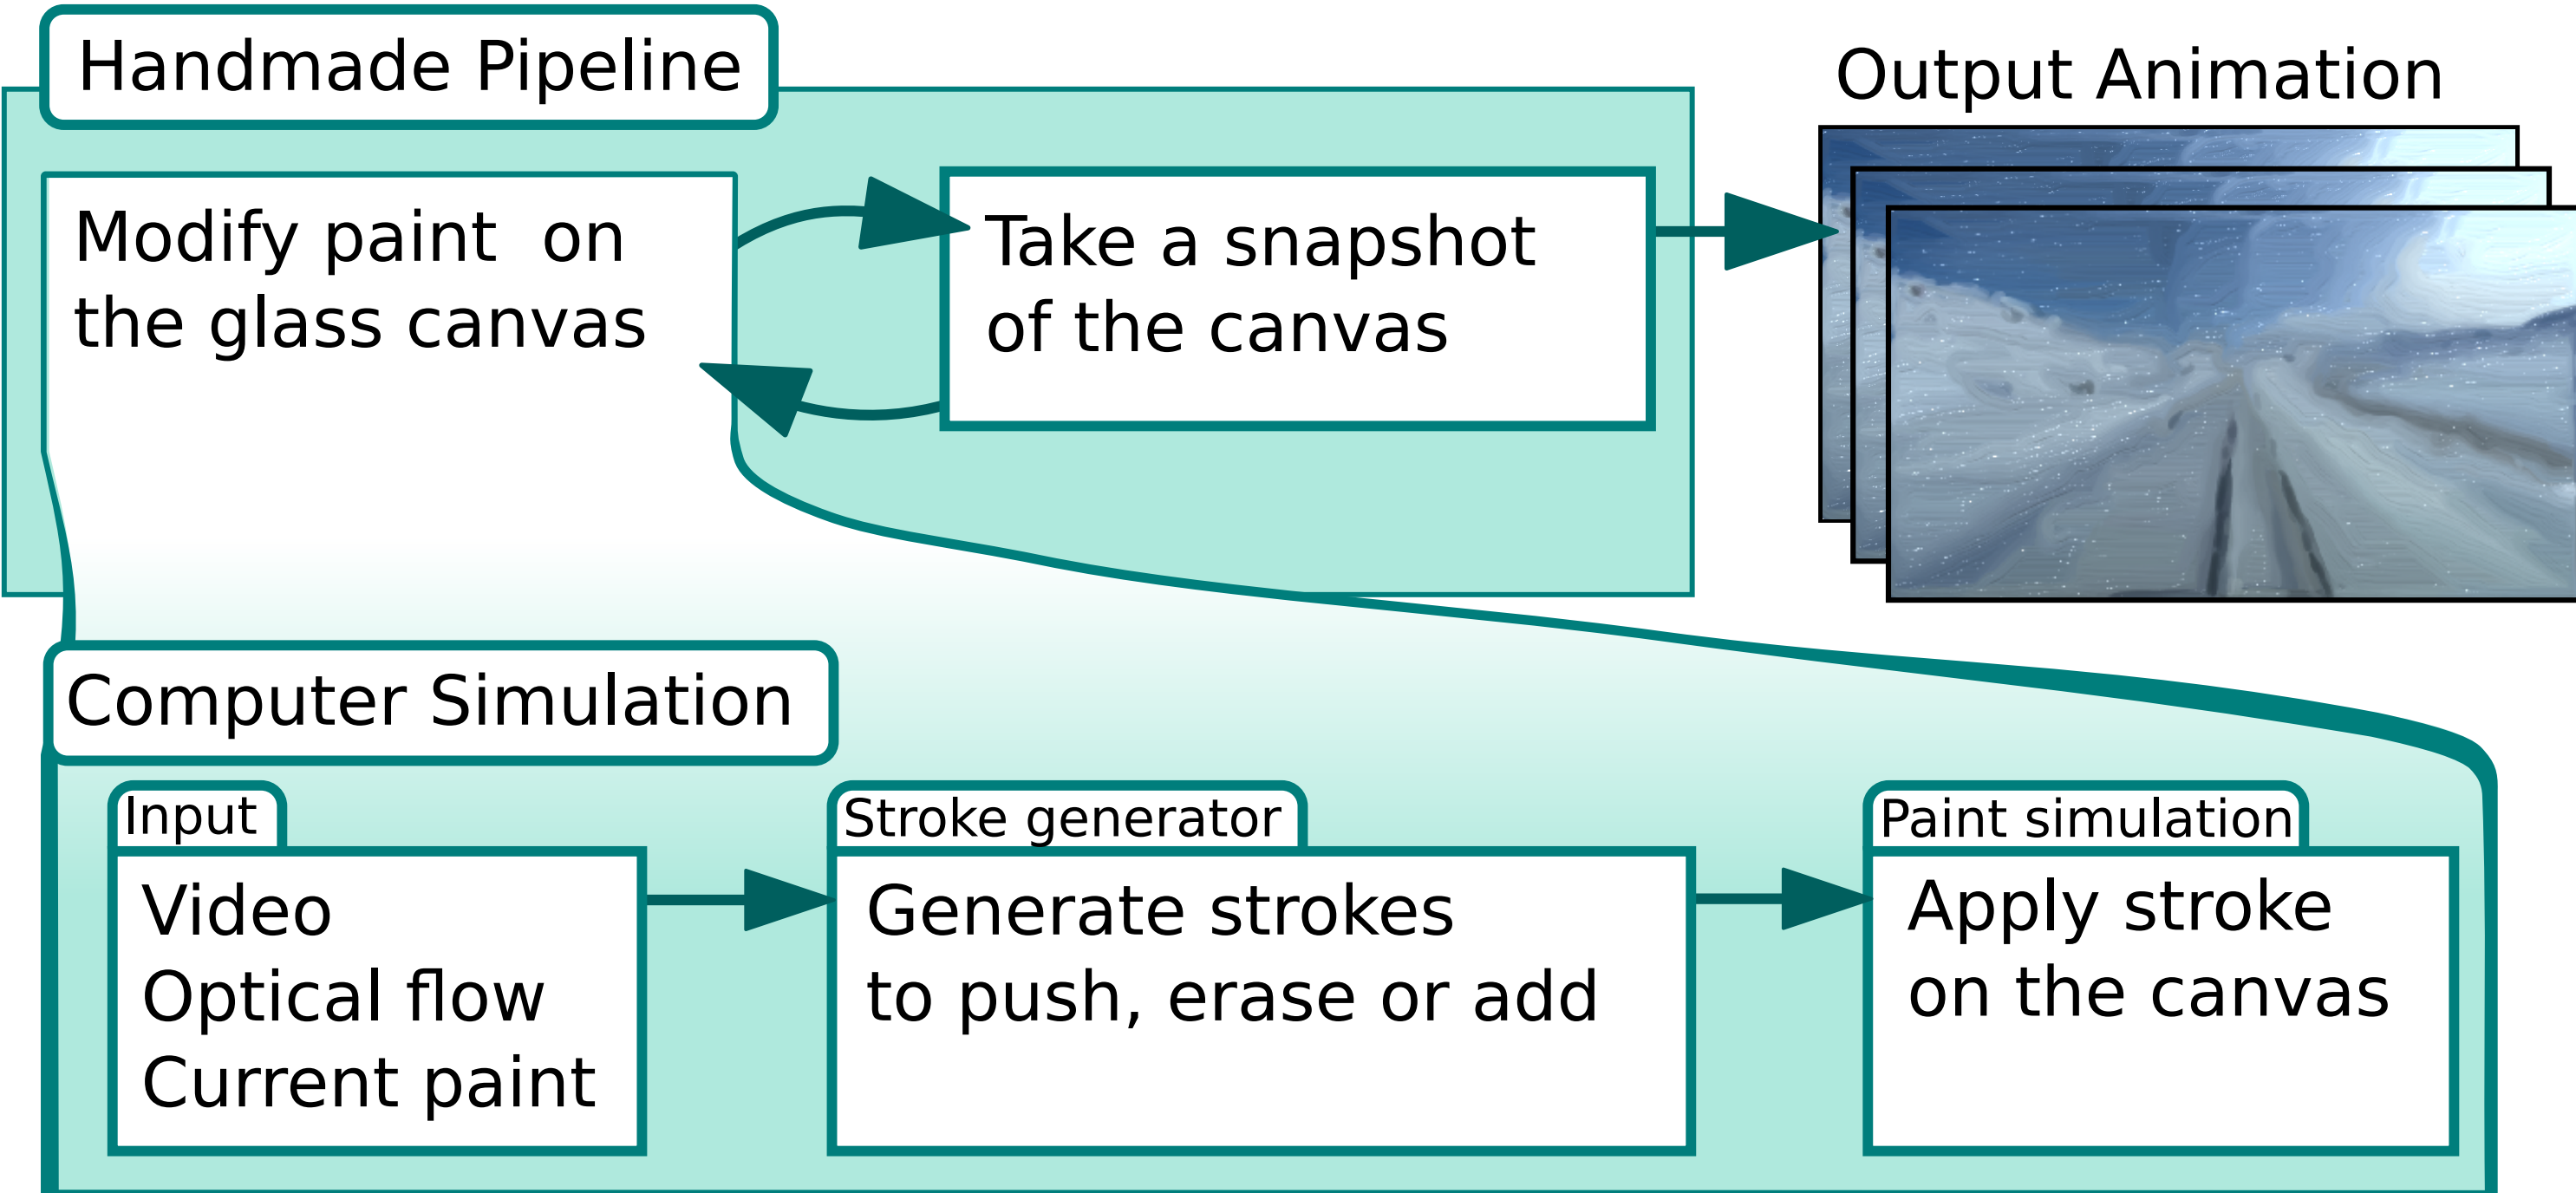 Handmade Pipeline
Output Animation
Modify paint  on
the glass canvas
Take a snapshot
of the canvas
Computer Simulation
Input
Video
Optical flow
Current paint
Stroke generator
Generate strokes
to push, erase or add
Paint simulation
Apply stroke
on the canvas